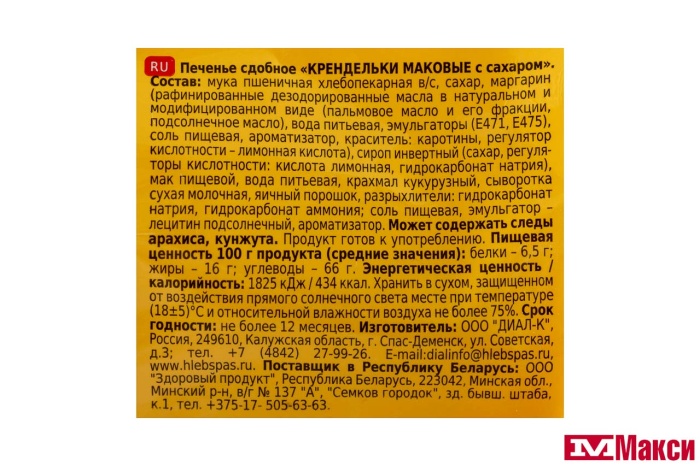 RU Печенье сдобное «КРЕНДЕЛЬКИ МАКОВЫЕ с сахаром».
Состав: мука пшеничная хлебопекарная в/с, сахар, маргарин
(рафинированные дезодорированные масла в натуральном и
модифицированном виде (пальмовое масло и его фракции,
подсолнечное масло), вода питьевая, эмульгаторы (Е471, Е475),
соль пищевая, ароматизатор, краситель: каротины, регулятор
кислотности – лимонная кислота), сироп инвертный (сахар, регуля-
торы кислотности: кислота лимонная, гидрокарбонат натрия),
мак пищевой, вода питьевая, крахмал кукурузный, сыворотка
сухая молочная, яичный порошок, разрыхлители: гидрокарбонат
натрия, гидрокарбонат аммония; соль пищевая, эмульгатор –
лецитин подсолнечный, ароматизатор. Может содержать следы
арахиса, кунжута. Продукт готов к употреблению. Пищевая
ценность 100 г продукта (средние значения): белки – 6,5 г;
жиры – 16 г; углеводы – 66 г. Энергетическая ценность /
калорийность: 1825 кДж / 434 ккал. Хранить в сухом, защищенном
от воздействия прямого солнечного света месте при температуре
(18±5)°С и относительной влажности воздуха не более 75%. Срок
годности: не более 12 месяцев. Изготовитель: ООО "ДИАЛ-К",
Россия, 249610, Калужская область, г. Спас-Деменск, ул. Советская,
д.3; тел. +7 (4842) 27-99-26. E-mail:dialinfo@hlebspas.ru,
www.hlebspas.ru. Поставщик в Республику Беларусь: ООО
"Здоровый продукт", Республика Беларусь, 223042, Минская обл.,
Минский р-н, в/г № 137 "А", "Семков городок", зд. бывш. штаба,
к.1, тел. +375-17- 505-63-63.
Макси